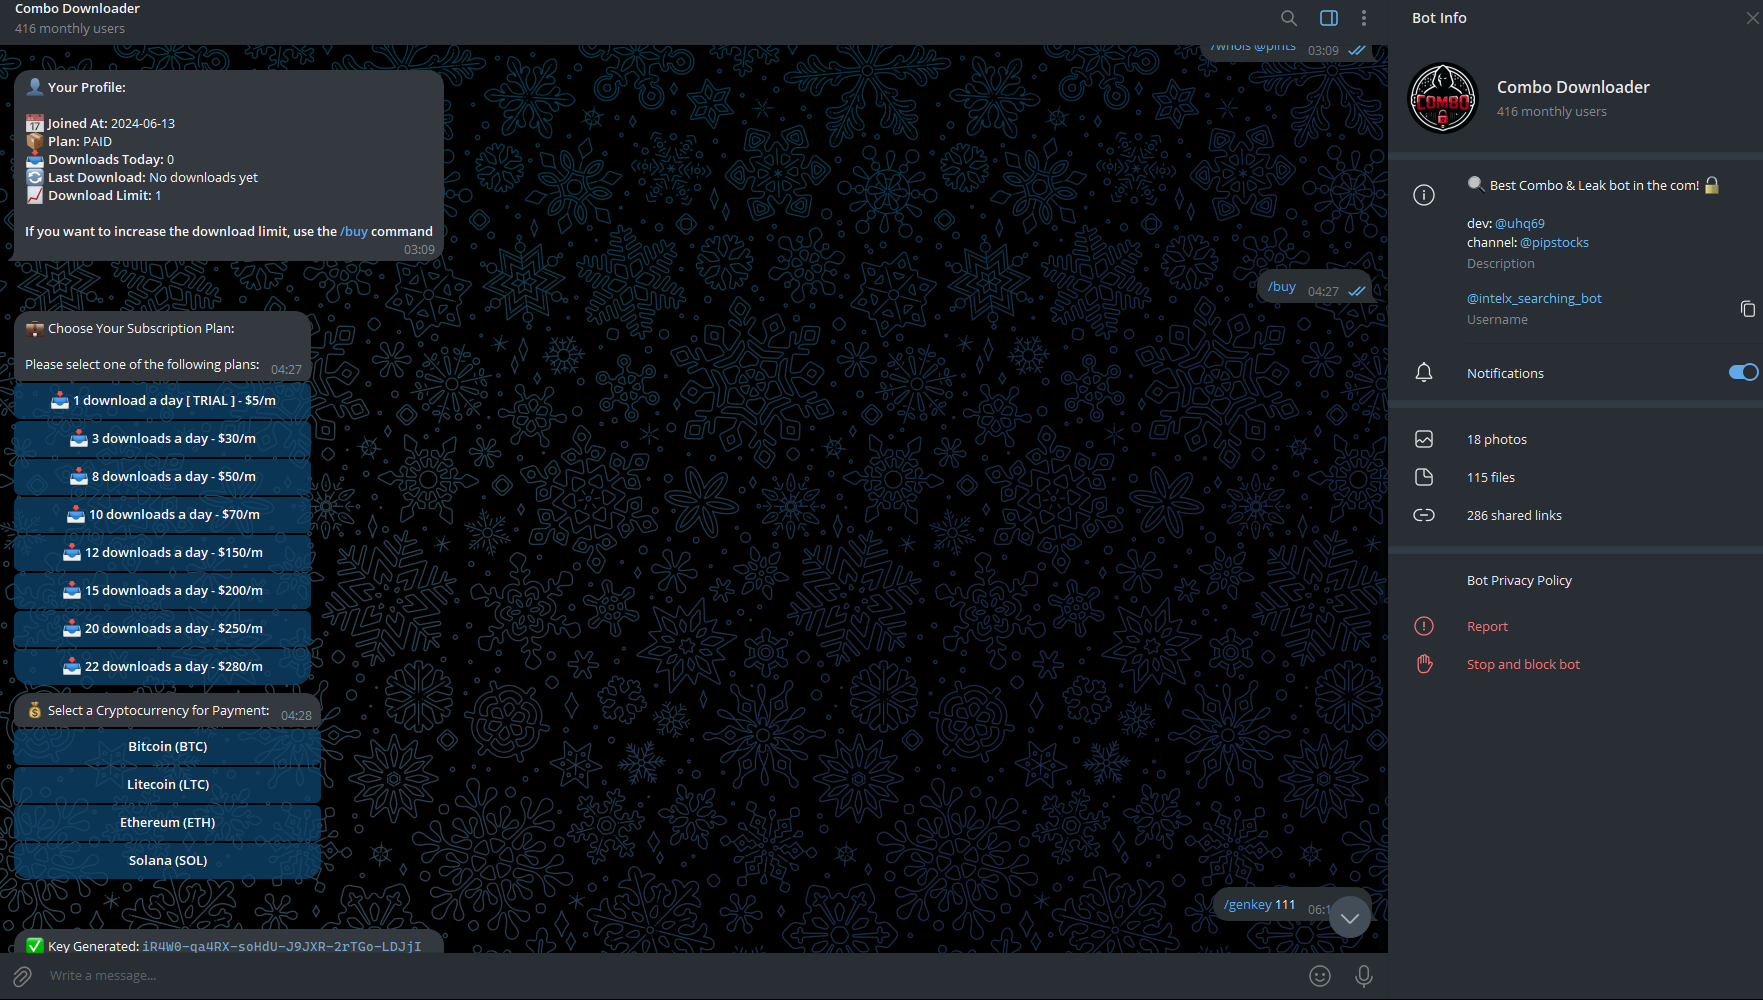 Combo Downloader
416 monthly users
/whois @pints 03:09
Your Profile:
Joined At: 2024-06-13
Plan: PAID
Downloads Today: 0
Last Download: No downloads yet
Download Limit: 1
If you want to increase the download limit, use the /buy command
03:09
/buy 04:27
Choose Your Subscription Plan:
Please select one of the following plans: 04:27
1 download a day [ TRIAL ] - $5/m
3 downloads a day - $30/m
8 downloads a day - $50/m
10 downloads a day - $70/m
12 downloads a day - $150/m
15 downloads a day - $200/m
20 downloads a day - $250/m
22 downloads a day - $280/m
Select a Cryptocurrency for Payment: 04:28
Bitcoin (BTC)
Litecoin (LTC)
Ethereum (ETH)
Solana (SOL)
/genkey 111
Key Generated: iR4W0-qa4RX-soHdU-J9JXR-2rTGo-LDJjI
Write a message...
Bot Info
COMBO
Combo Downloader
416 monthly users
Best Combo & Leak bot in the com!
dev: @uhq69
channel: @pipstocks
Description
@intelx_searching_bot
Username
Notifications
18 photos
115 files
286 shared links
Bot Privacy Policy
Report
Stop and block bot